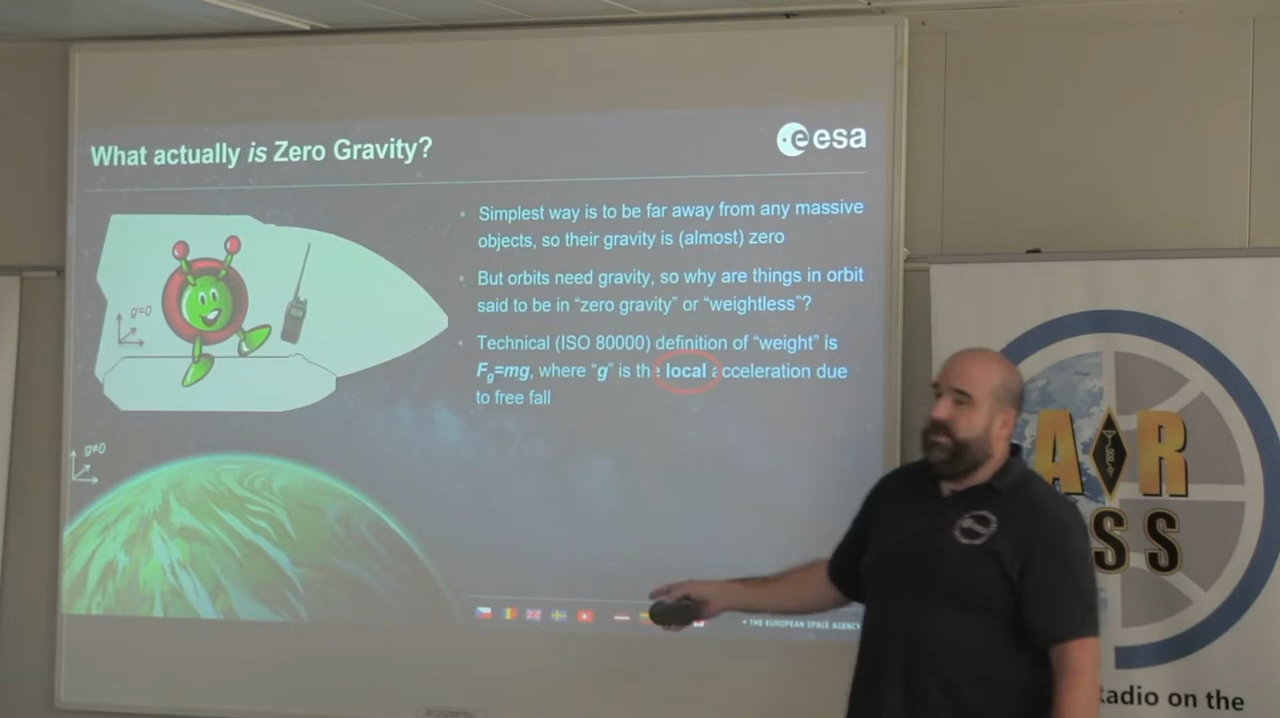 What actually is Zero Gravity?
esa
Simplest way is to be far away from any massive
objects, so their gravity is (almost) zero
But orbits need gravity, so why are things in orbit
said to be in “zero gravity” or “weightless”?
Technical (ISO 80000) definition of “weight” is
Fg=mg, where “g” is the local acceleration due
to free fall
g=0
g≠0
THE EUROPEAN SPACE AGENCY
A R
SS
Radio on the